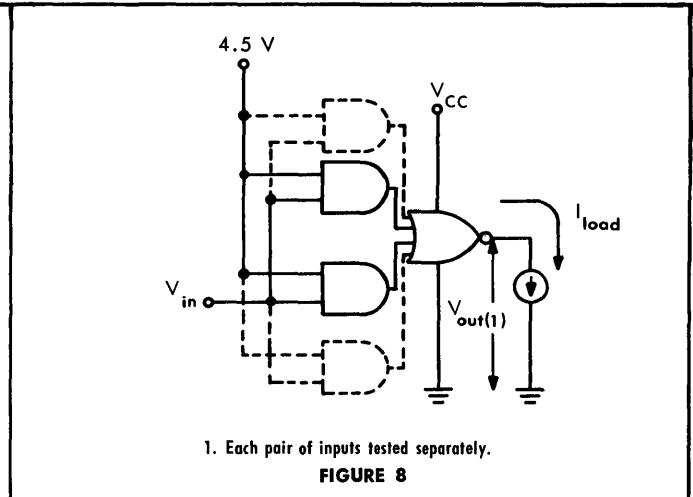 4.5 V
V CC
I load
V in
V out(1)
1. Each pair of inputs tested separately.
FIGURE 8